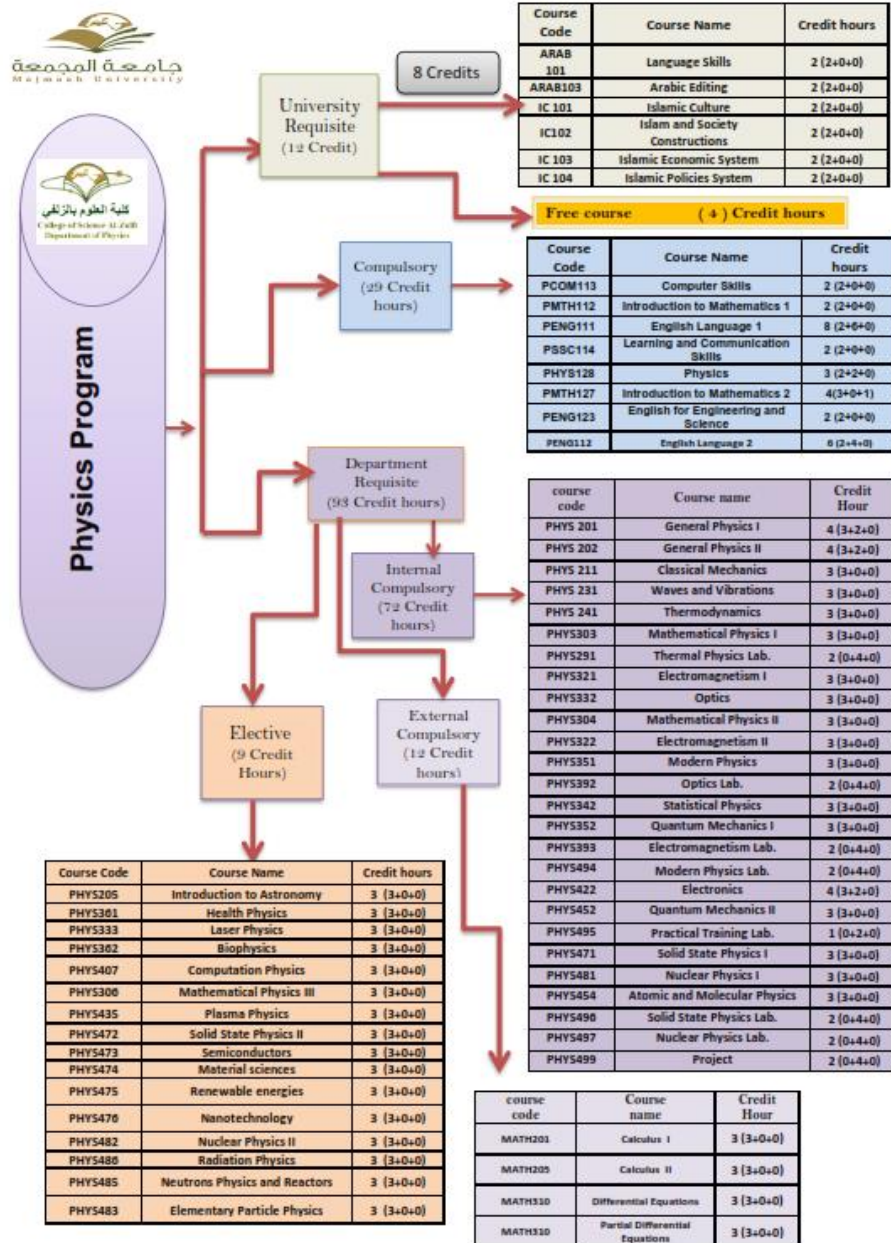 جامعة المجمعة
Majmaah University
كلية العلوم بالزلفي
College of Science Al-Zulfi
Department of Physics
Physics Program
8 Credits
University
Requisite
(12 Credit)
Course Code Course Name Credit hours
ARAB 101 Language Skills 2 (2+0+0)
ARAB103 Arabic Editing 2 (2+0+0)
IC 101 Islamic Culture 2 (2+0+0)
IC102 Islam and Society Constructions 2 (2+0+0)
IC 103 Islamic Economic System 2 (2+0+0)
IC 104 Islamic Policies System 2 (2+0+0)
Free course ( 4 ) Credit hours
Compulsory
(29 Credit
hours)
Course Code Course Name Credit hours
PCOM113 Computer Skills 2 (2+0+0)
PMTH112 Introduction to Mathematics 1 2 (2+0+0)
PENG111 English Language 1 8 (2+6+0)
PSSC114 Learning and Communication Skills 2 (2+0+0)
PHYS128 Physics 3 (2+2+0)
PMTH127 Introduction to Mathematics 2 4(3+0+1)
PENG123 English for Engineering and Science 2 (2+0+0)
PENG112 English Language 2 6 (2+4+0)
Department
Requisite
(93 Credit hours)
Internal
Compulsory
(72 Credit
hours)
course code Course name Credit Hour
PHYS 201 General Physics I 4 (3+2+0)
PHYS 202 General Physics II 4 (3+2+0)
PHYS 211 Classical Mechanics 3 (3+0+0)
PHYS 231 Waves and Vibrations 3 (3+0+0)
PHYS 241 Thermodynamics 3 (3+0+0)
PHYS303 Mathematical Physics I 3 (3+0+0)
PHYS291 Thermal Physics Lab. 2 (0+4+0)
PHYS321 Electromagnetism I 3 (3+0+0)
PHYS332 Optics 3 (3+0+0)
PHYS304 Mathematical Physics II 3 (3+0+0)
PHYS322 Electromagnetism II 3 (3+0+0)
PHYS351 Modern Physics 3 (3+0+0)
PHYS392 Optics Lab. 2 (0+4+0)
PHYS342 Statistical Physics 3 (3+0+0)
PHYS352 Quantum Mechanics I 3 (3+0+0)
PHYS393 Electromagnetism Lab. 2 (0+4+0)
PHYS494 Modern Physics Lab. 2 (0+4+0)
PHYS422 Electronics 4 (3+2+0)
PHYS452 Quantum Mechanics II 3 (3+0+0)
PHYS495 Practical Training Lab. 1 (0+2+0)
PHYS471 Solid State Physics I 3 (3+0+0)
PHYS481 Nuclear Physics I 3 (3+0+0)
PHYS454 Atomic and Molecular Physics 3 (3+0+0)
PHYS496 Solid State Physics Lab. 2 (0+4+0)
PHYS497 Nuclear Physics Lab. 2 (0+4+0)
PHYS499 Project 2 (0+4+0)
Elective
(9 Credit
Hours)
External
Compulsory
(12 Credit
hours)
Course Code Course Name Credit hours
PHYS205 Introduction to Astronomy 3 (3+0+0)
PHYS361 Health Physics 3 (3+0+0)
PHYS333 Laser Physics 3 (3+0+0)
PHYS362 Biophysics 3 (3+0+0)
PHYS407 Computation Physics 3 (3+0+0)
PHYS306 Mathematical Physics III 3 (3+0+0)
PHYS435 Plasma Physics 3 (3+0+0)
PHYS472 Solid State Physics II 3 (3+0+0)
PHYS473 Semiconductors 3 (3+0+0)
PHYS474 Material sciences 3 (3+0+0)
PHYS475 Renewable energies 3 (3+0+0)
PHYS476 Nanotechnology 3 (3+0+0)
PHYS482 Nuclear Physics II 3 (3+0+0)
PHYS486 Radiation Physics 3 (3+0+0)
PHYS485 Neutrons Physics and Reactors 3 (3+0+0)
PHYS483 Elementary Particle Physics 3 (3+0+0)
course code Course name Credit Hour
MATH201 Calculus I 3 (3+0+0)
MATH205 Calculus II 3 (3+0+0)
MATH310 Differential Equations 3 (3+0+0)
MATH310 Partial Differential Equations 3 (3+0+0)